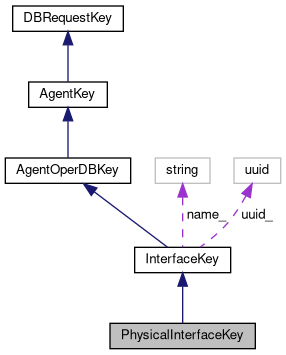 DBRequestKey
AgentKey
AgentOperDBKey
string
uuid
name_
uuid_
InterfaceKey
PhysicalInterfaceKey